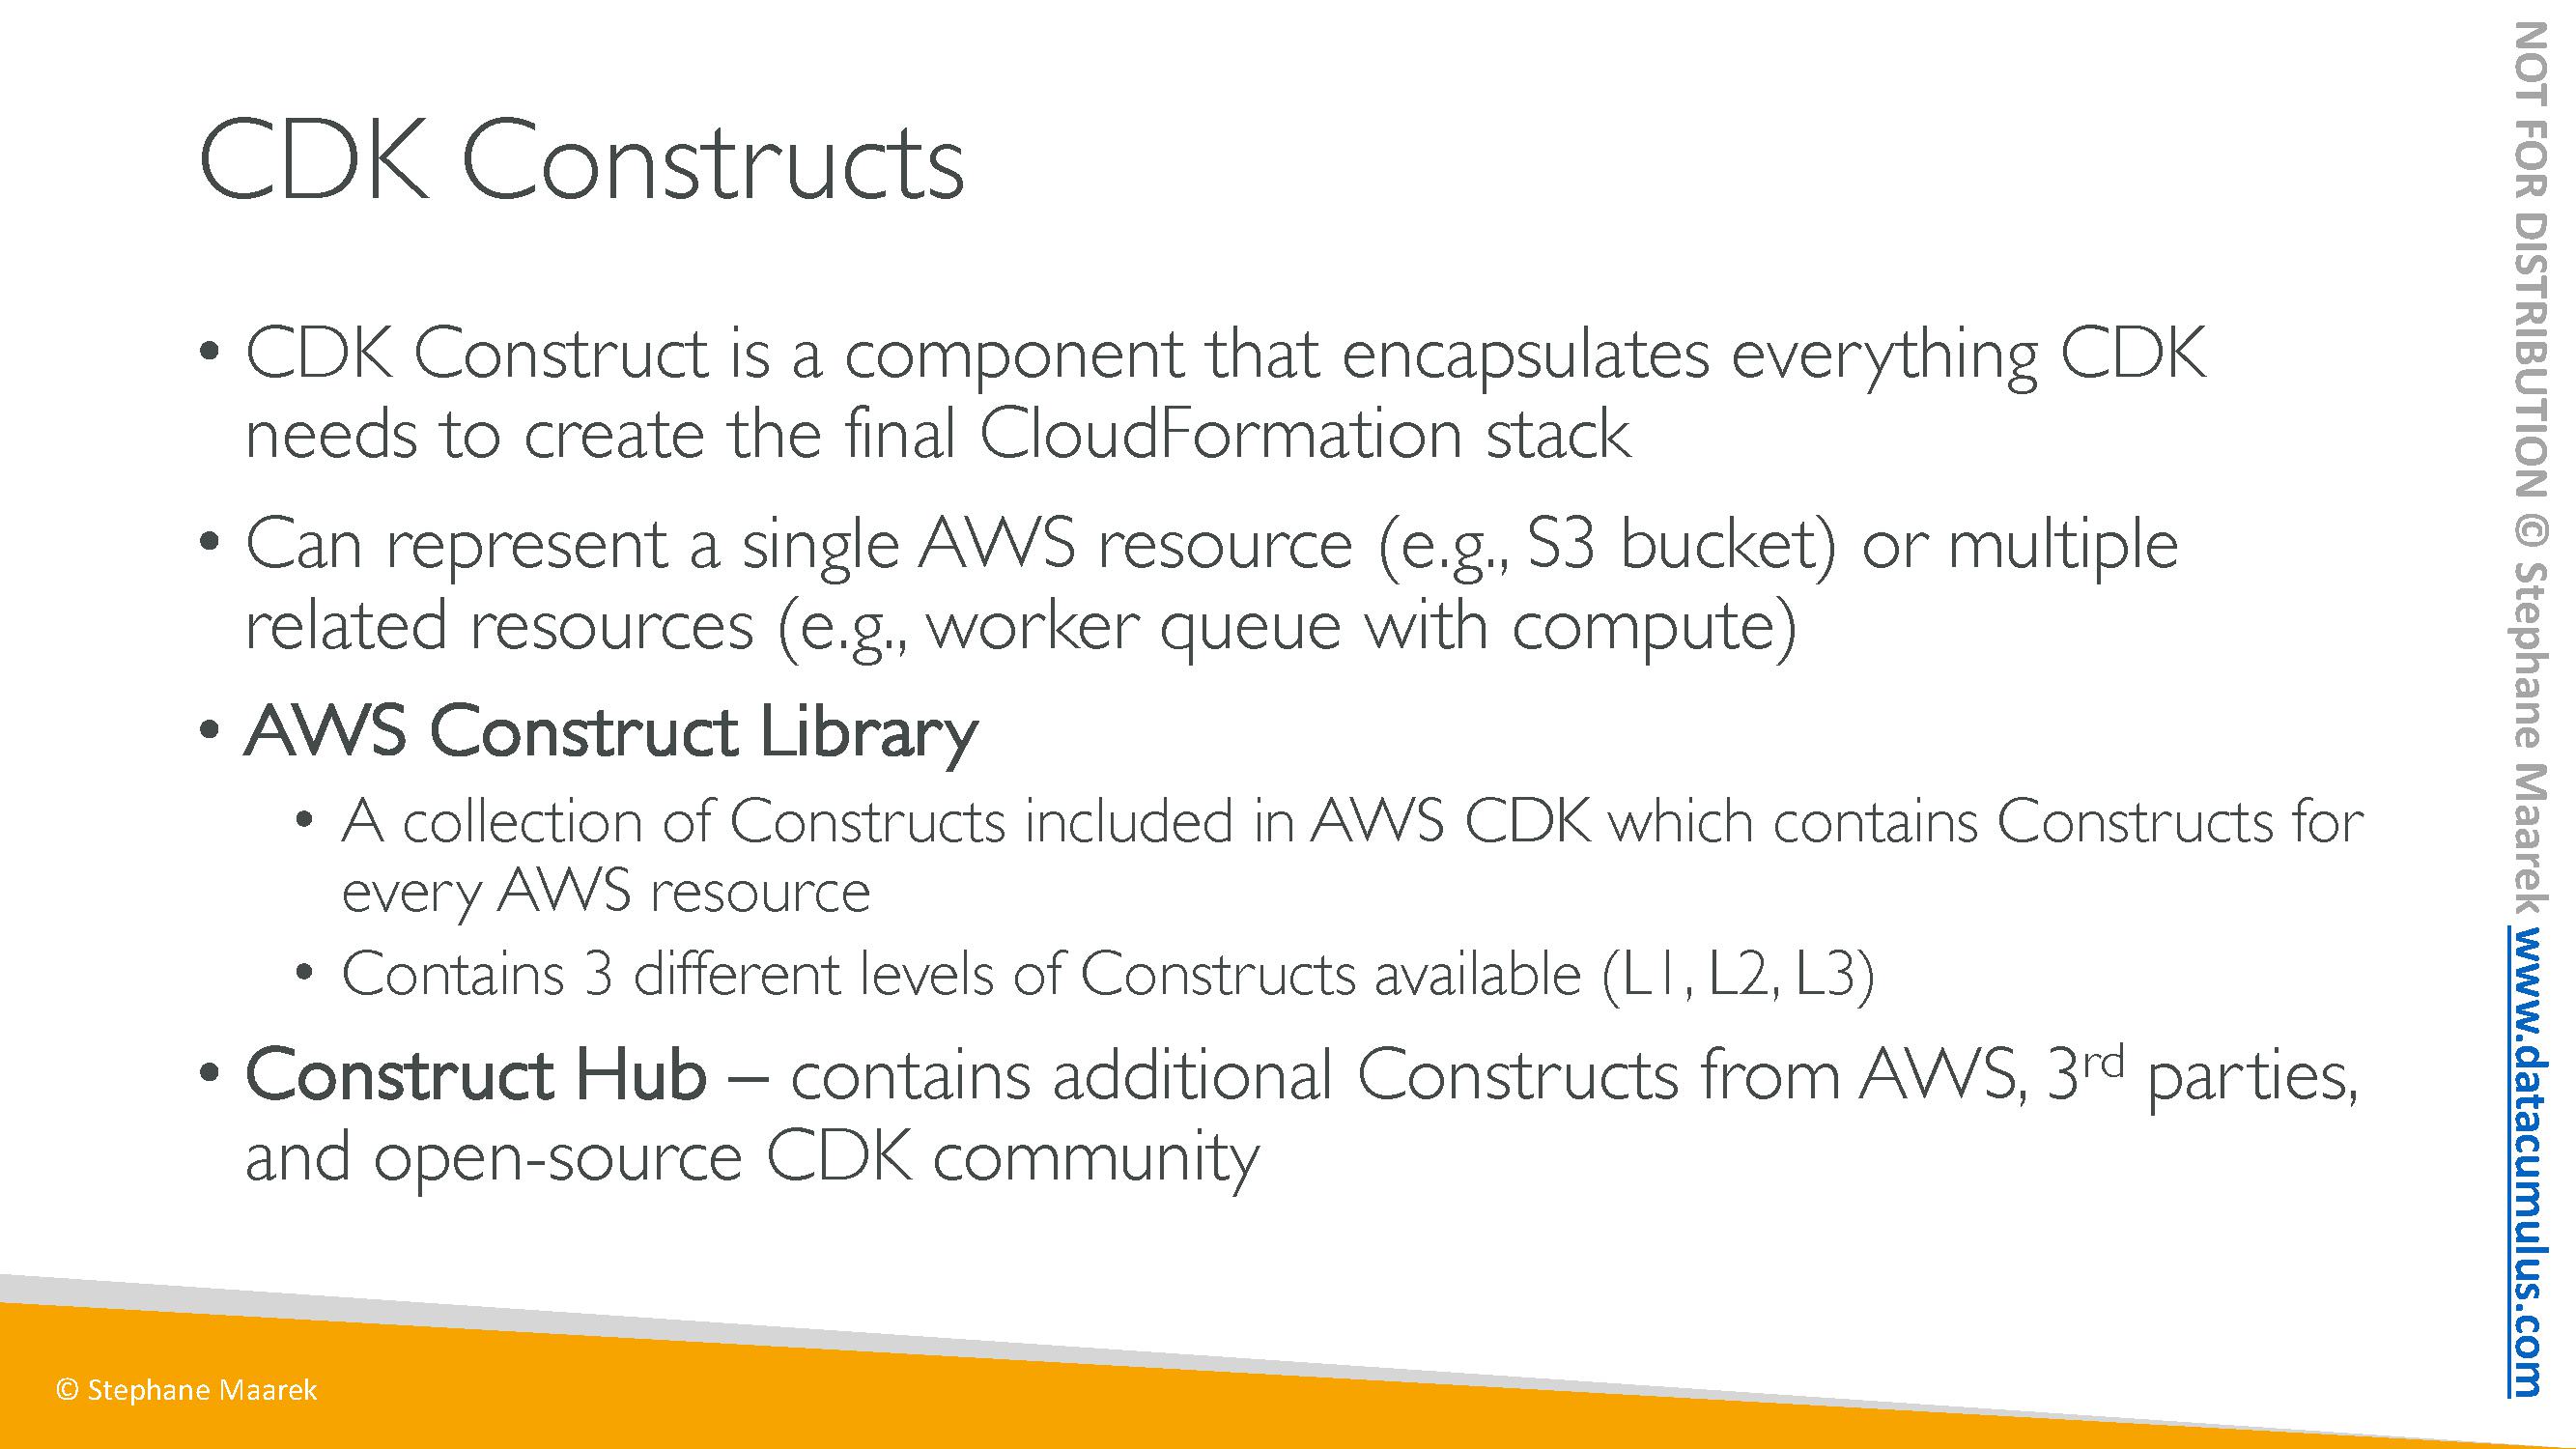 CDK Constructs
• CDK Construct is a component that encapsulates everything CDK
needs to create the final CloudFormation stack
• Can represent a single AWS resource (e.g., S3 bucket) or multiple
related resources (e.g., worker queue with compute)
• AWS Construct Library
• A collection of Constructs included in AWS CDK which contains Constructs for
every AWS resource
• Contains 3 different levels of Constructs available (L1, L2, L3)
• Construct Hub – contains additional Constructs from AWS, 3rd parties,
and open-source CDK community
© Stephane Maarek
NOT FOR DISTRIBUTION © Stephane Maarek www.datacumulus.com